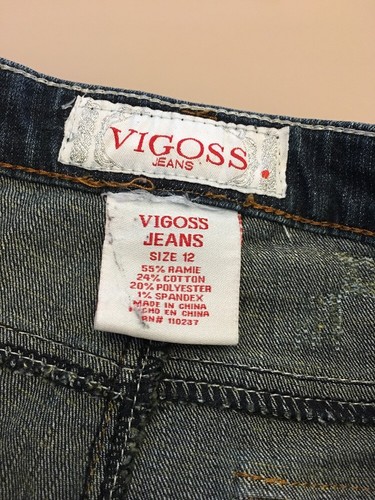 VIGOSS
JEANS
VIGOSS
JEANS
SIZE 12
55% RAMIE
24% COTTON
20% POLYESTER
1% SPANDEX
MADE IN CHINA
CHO EN CHINA
RN# 110237